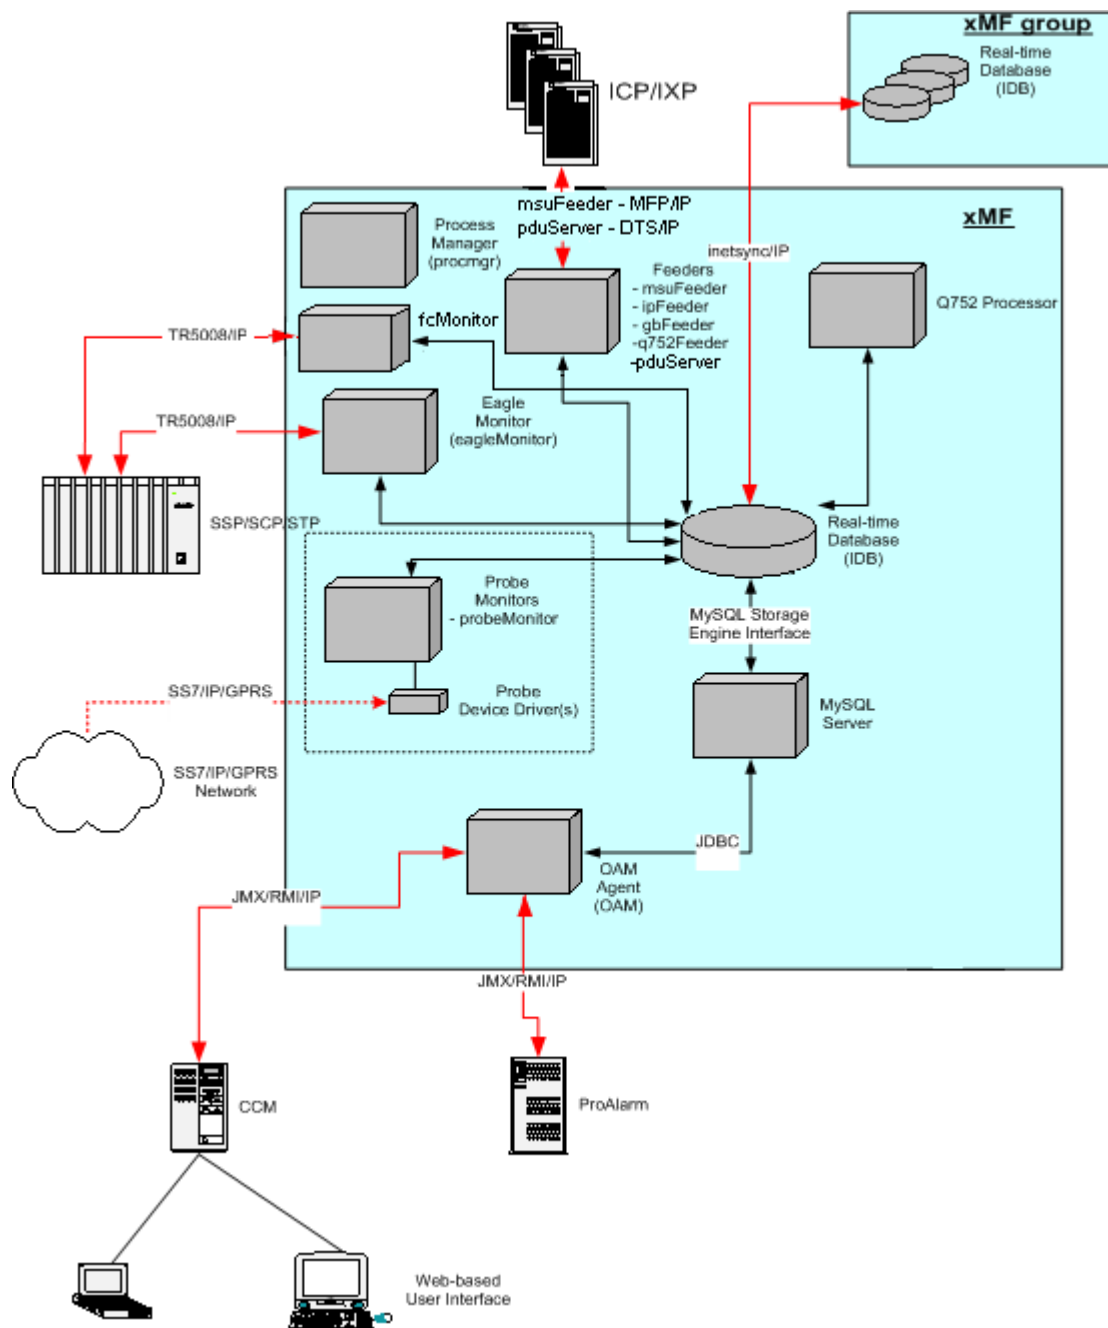 xMF group
Real-time
Database
(IDB)
ICP/IXP
msuFeeder - MFP/IP
pduServer - DTS/IP
xMF
Process
Manager
(procmgr)
inetsync/IP
Feeders
- msuFeeder
- ipFeeder
- gbFeeder
-q752Feeder
-pduServer
Q752 Processor
fcMonitor
TR5008/IP
Eagle
Monitor
(eagleMonitor)
TR5008/IP
SSP/SCP/STP
Real-time
Database
(IDB)
Probe
Monitors
- probeMonitor
MySQL Storage
Engine Interface
SS7/IP/GPRS
Probe
Device Driver(s)
MySQL
Server
SS7/IP/GPRS
Network
JDBC
OAM
Agent
(OAM)
JMX/RMI/IP
JMX/RMI/IP
CCM
ProAlarm
Web-based
User Interface